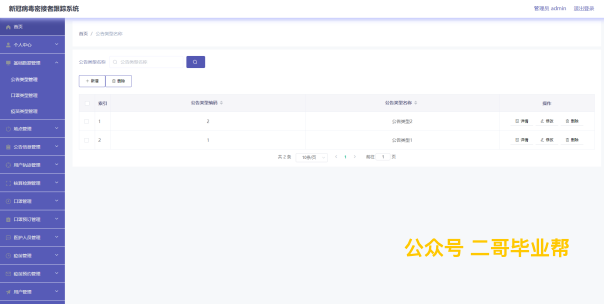 新冠病毒密接者跟踪系统
管理员 admin 退出登录
首页
首页 / 公告类型名称
个人中心
基础数据管理
公告类型名称 公告类型名称
公告类型管理
+ 新增 删除
口罩类型管理
索引 公告类型编码 公告类型名称 操作
疫苗类型管理
1 2 公告类型2 详情 修改 删除
地点管理
2 1 公告类型1 详情 修改 删除
公告信息管理
共 2 条 10条/页 < 1 > 前往 1 页
用户轨迹管理
核算检测管理
口罩管理
口罩预订管理
医护人员管理
疫苗管理
疫苗预约管理
用户管理
公众号 二哥毕业帮